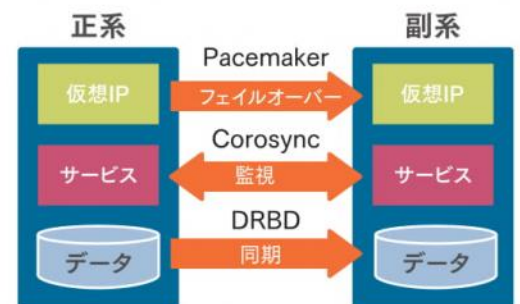 正系
副系
Pacemaker
仮想IP
フェイルオーバー
仮想IP
Corosync
サービス
監視
サービス
DRBD
データ
同期
データ